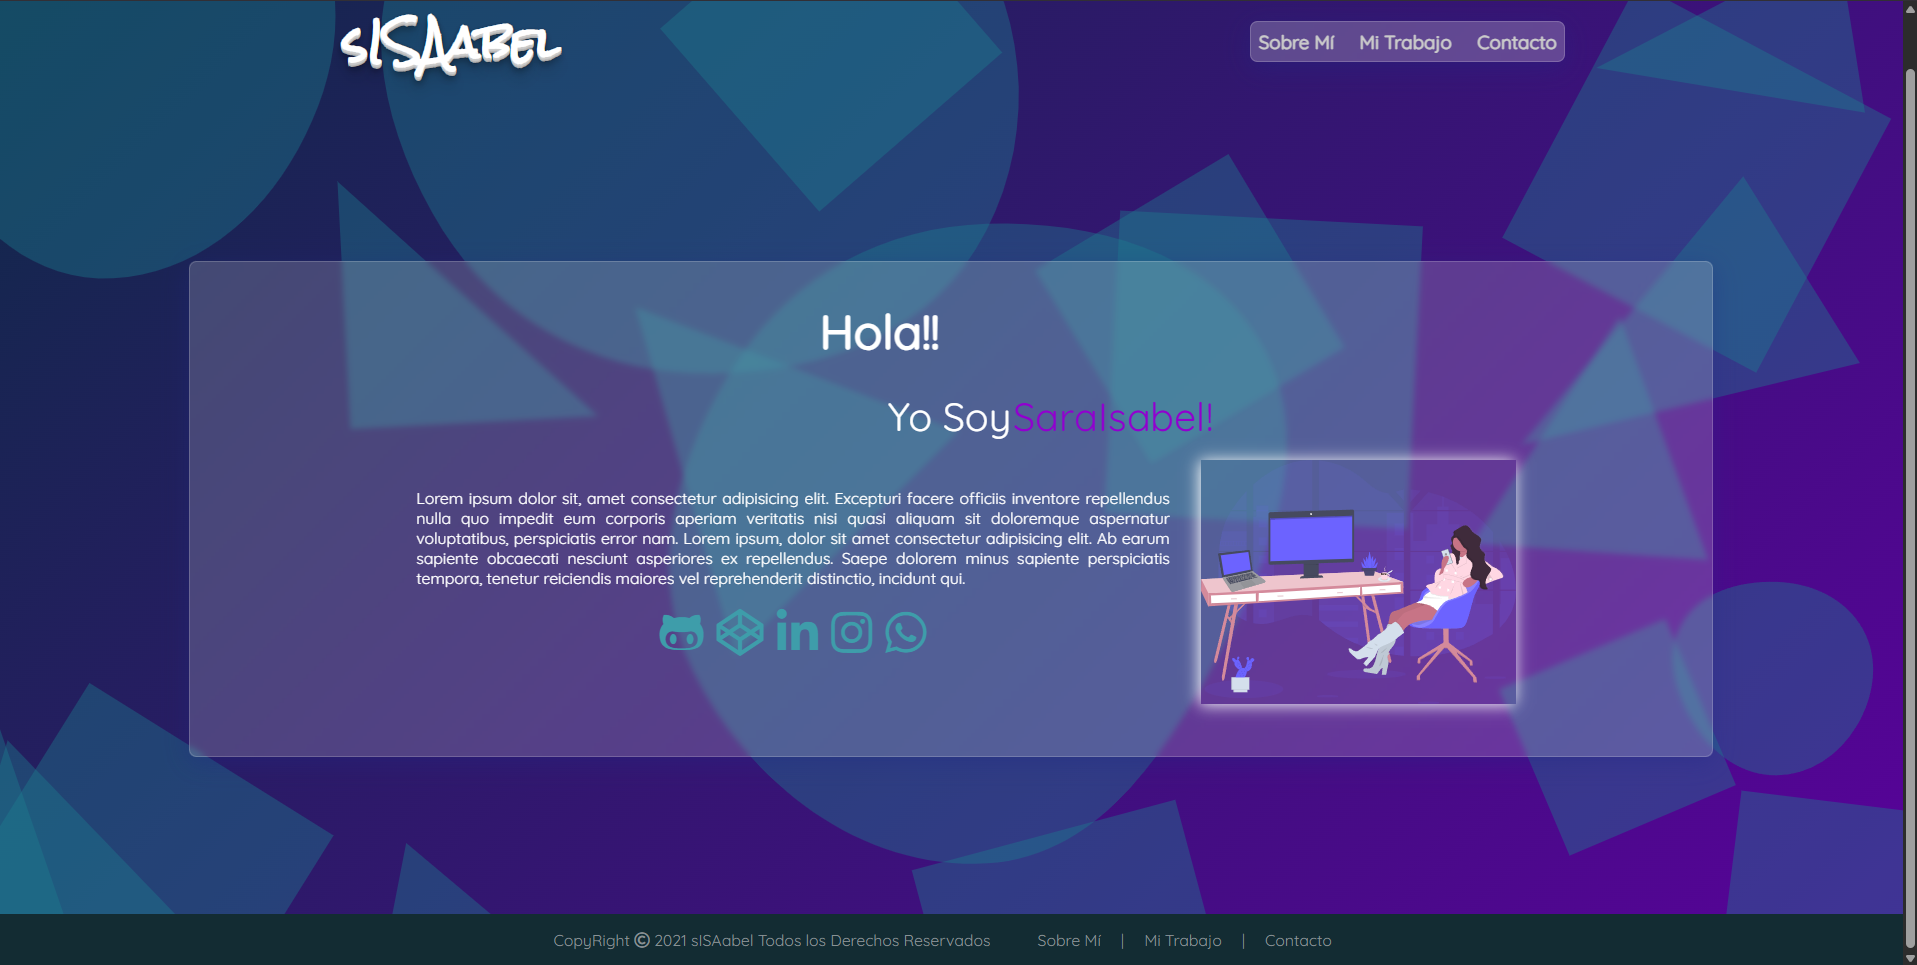 sISAabel
Sobre Mí Mi Trabajo Contacto
Hola!!
Yo SoySaraIsabel!
Lorem ipsum dolor sit, amet consectetur adipisicing elit. Excepturi facere officiis inventore repellendus
nulla quo impedit eum corporis aperiam veritatis nisi quasi aliquam sit doloremque aspernatur
voluptatibus, perspiciatis error nam. Lorem ipsum, dolor sit amet consectetur adipisicing elit. Ab earum
sapiente obcaecati nesciunt asperiores ex repellendus. Saepe dolorem minus sapiente perspiciatis
tempora, tenetur reiciendis maiores vel reprehenderit distinctio, incidunt qui.
in
CopyRight © 2021 sISAabel Todos los Derechos Reservados Sobre Mí | Mi Trabajo | Contacto